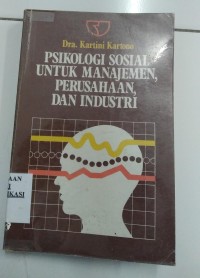 Dra. Kartini Kartono
PSIKOLOGI SOSIAL
UNTUK MANAJEMEN,
PERUSAHAAN,
DAN INDUSTRI